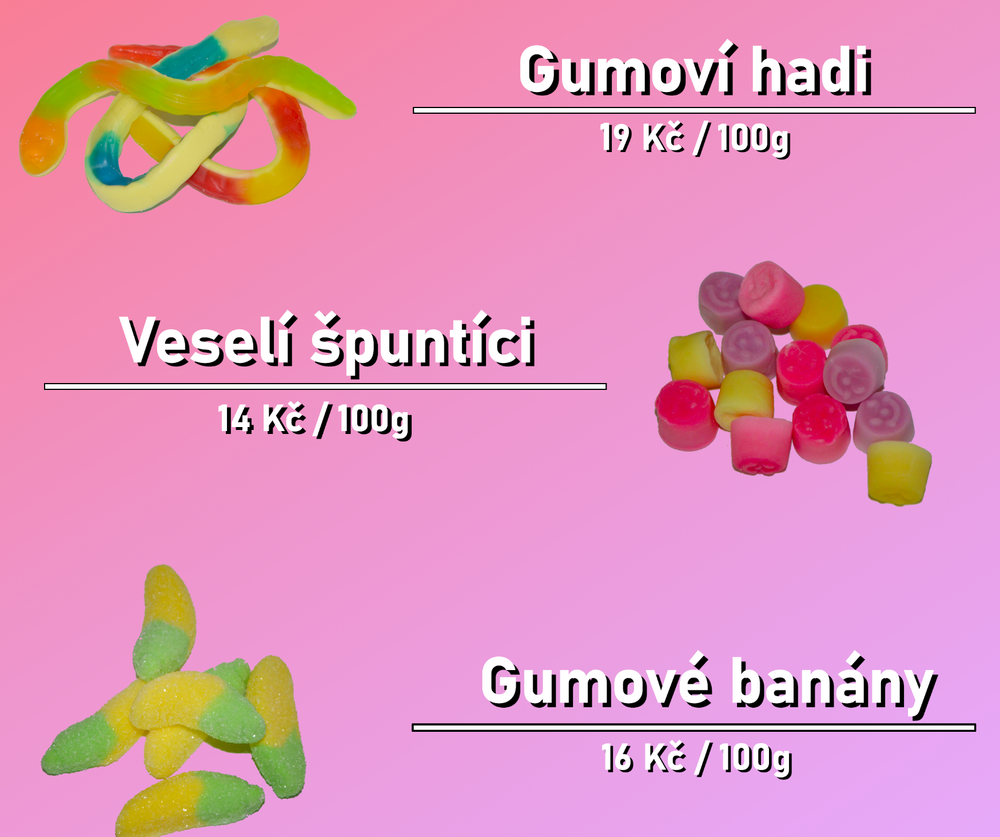 Gumoví hadi
19 Kč / 100g
Veselí špuntíci
14 Kč / 100g
Gumové banány
16 Kč / 100g